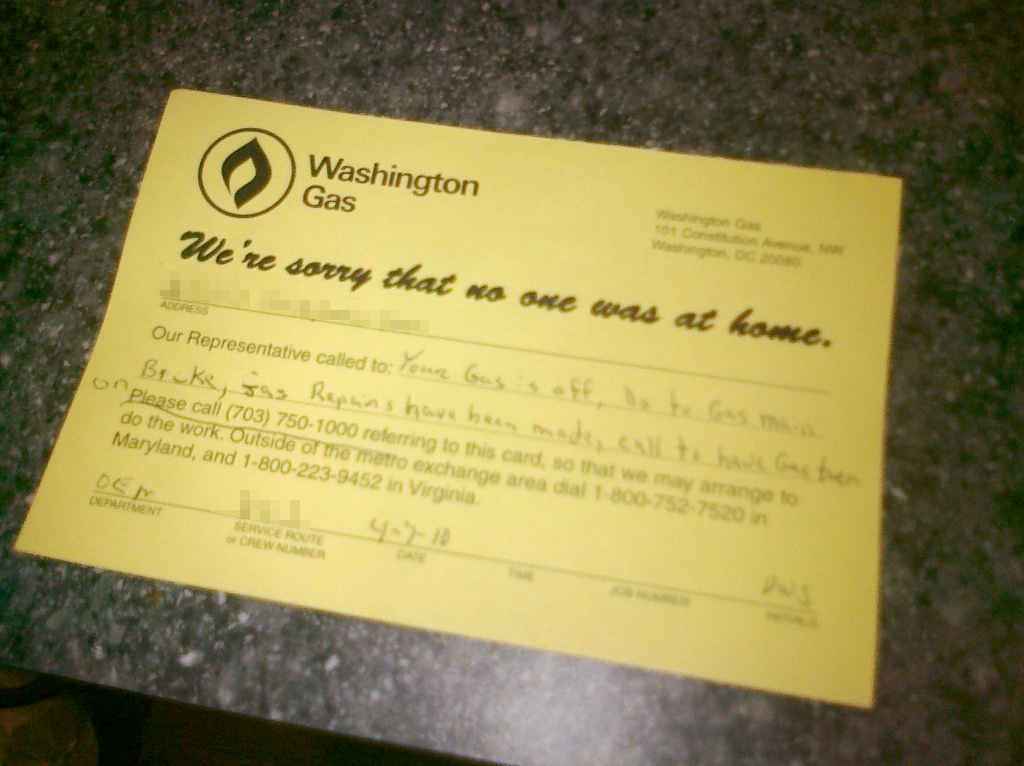 Washington
Gas
Washington Gas
101 Constitution Avenue, NW
Washington, DC 20080
We're sorry that no one was at home.
ADDRESS
Our Representative called to: Your Gas is off, Do to Gas main
Broke, gas Repairs have been made, call to have Gas turn
on
Please call (703) 750-1000 referring to this card, so that we may arrange to
do the work. Outside of the metro exchange area dial 1-800-752-7520 in
Maryland, and 1-800-223-9452 in Virginia.
4-7-10
DEPARTMENT
SERVICE ROUTE
or CREW NUMBER
DATE
TIME
JOB NUMBER
INITIALS